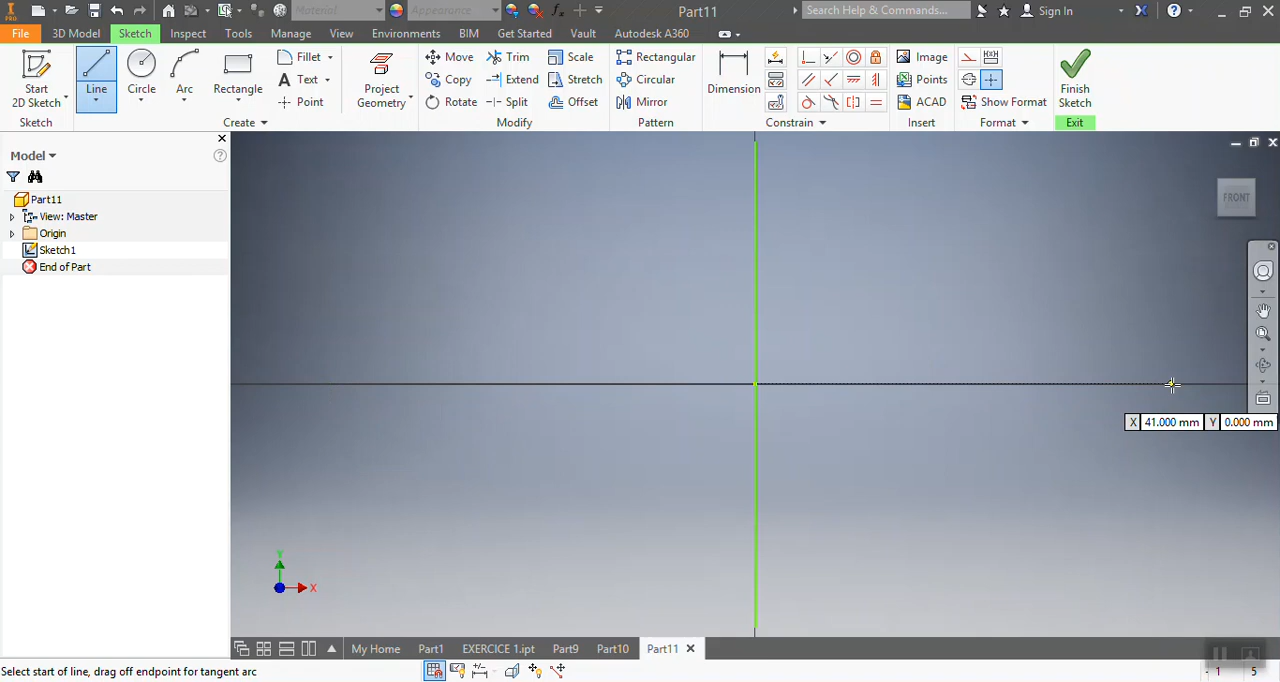 Material
Appearance
Part11
Search Help & Commands...
Sign In
PRO
File
3D Model
Sketch
Inspect
Tools
Manage
View
Environments
BIM
Get Started
Vault
Autodesk A360
Start
2D Sketch
Line
Circle
Arc
Rectangle
Fillet
Text
Point
Project
Geometry
Move
Trim
Scale
Copy
Extend
Stretch
Rotate
Split
Offset
Rectangular
Circular
Mirror
Dimension
Image
Points
ACAD
Show Format
Finish
Sketch
Sketch
Create
Modify
Pattern
Constrain
Insert
Format
Exit
Model
Part11
View: Master
Origin
Sketch1
End of Part
FRONT
X 41.000 mm Y 0.000 mm
Y
X
My Home
Part1
EXERCICE 1.ipt
Part9
Part10
Part11
Select start of line, drag off endpoint for tangent arc
1
5